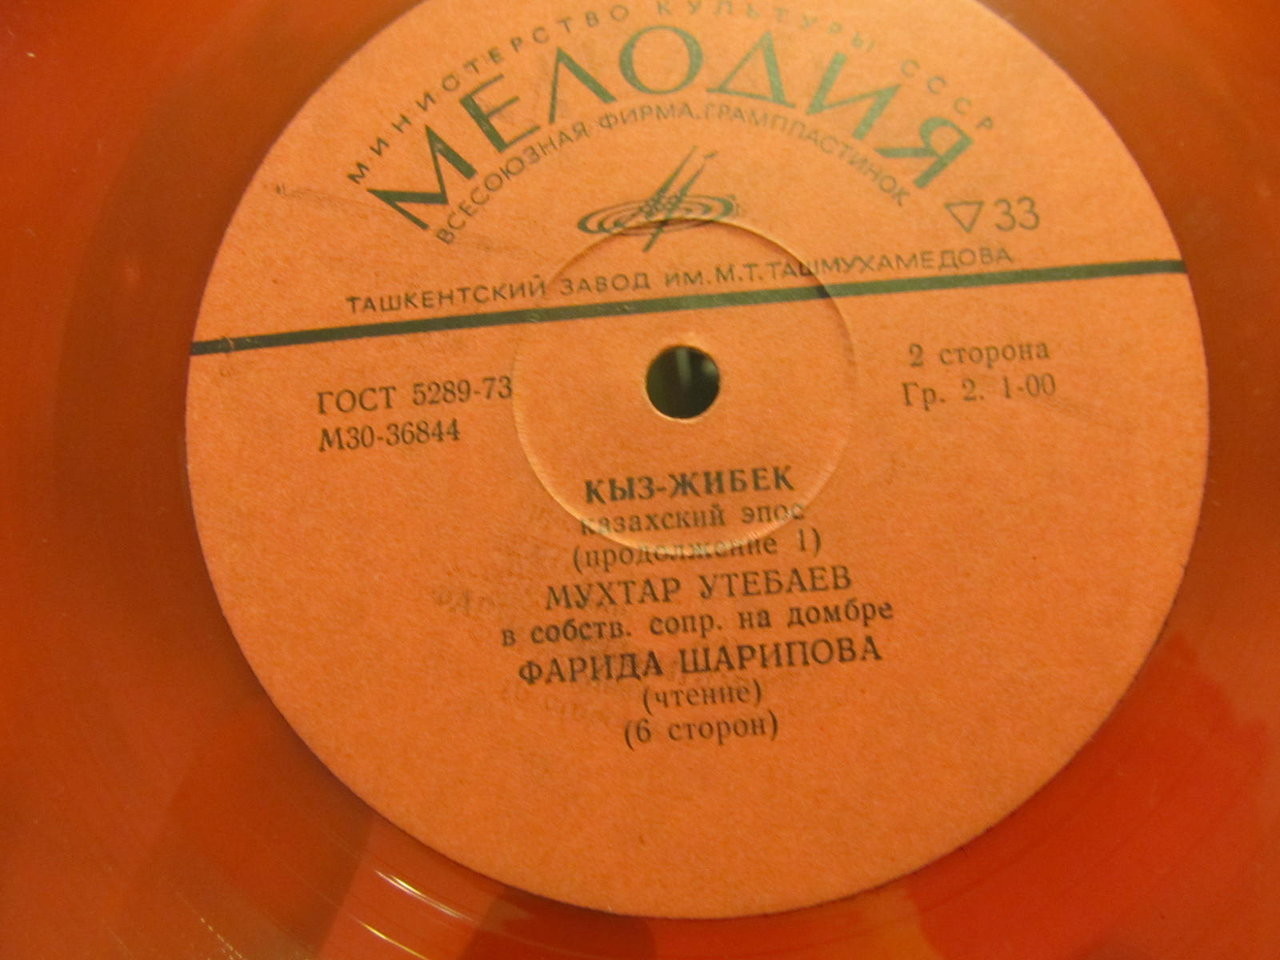 МИНИСТЕРСТВО КУЛЬТУРЫ СССР
МЕЛОДИЯ
ВСЕСОЮЗНАЯ ФИРМА ГРАМПЛАСТИНОК
33
ТАШКЕНТСКИЙ ЗАВОД ИМ. М.Т. ТАШМУХАМЕДОВА
ГОСТ 5289-73
М30-36844
2 сторона
Гр. 2. 1-00
КЫЗ-ЖИБЕК
казахский эпос
(продолжение 1)
МУХТАР УТЕБАЕВ
в собств. сопр. на домбре
ФАРИДА ШАРИПОВА
(чтение)
(6 сторон)